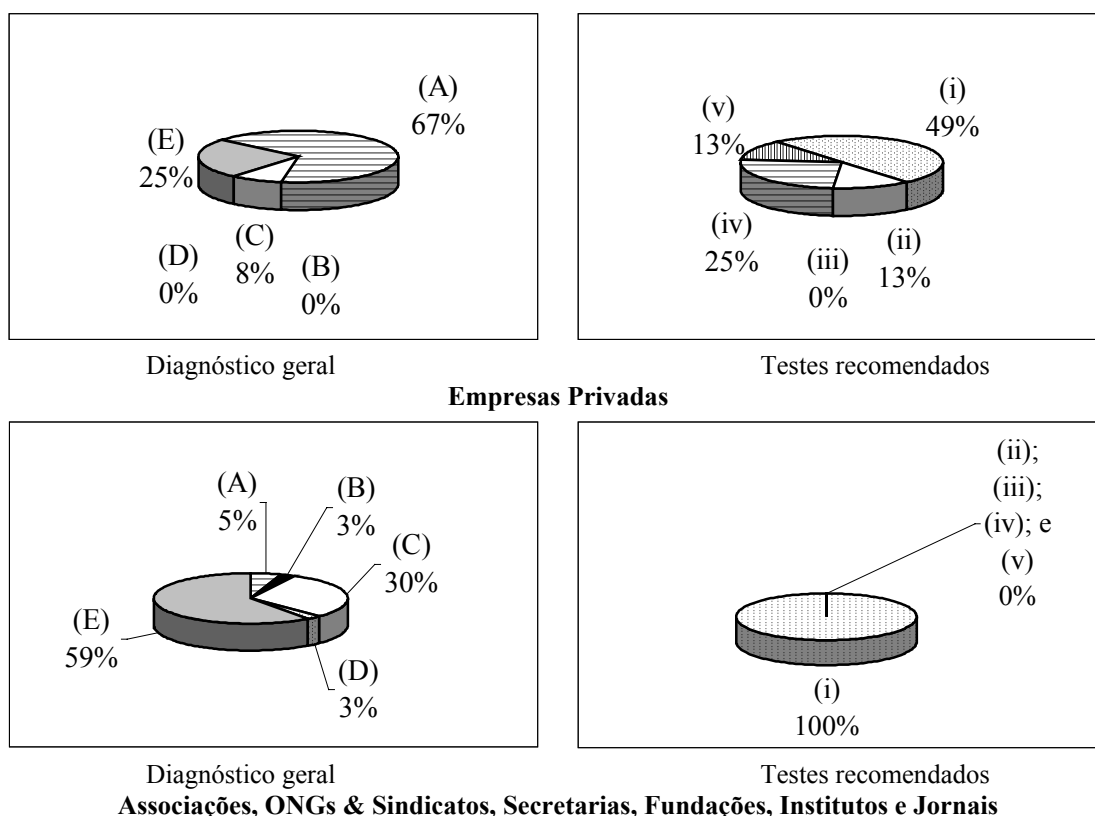 (A)
67%
(E)
25%
(D)
0%
(C)
8%
(B)
0%
(i)
49%
(v)
13%
(iv)
25%
(iii)
0%
(ii)
13%
Diagnóstico geral
Testes recomendados
Empresas Privadas
(A)
5%
(B)
3%
(C)
30%
(E)
59%
(D)
3%
(ii);
(iii);
(iv); e
(v)
0%
(i)
100%
Diagnóstico geral
Testes recomendados
Associações, ONGs & Sindicatos, Secretarias, Fundações, Institutos e Jornais